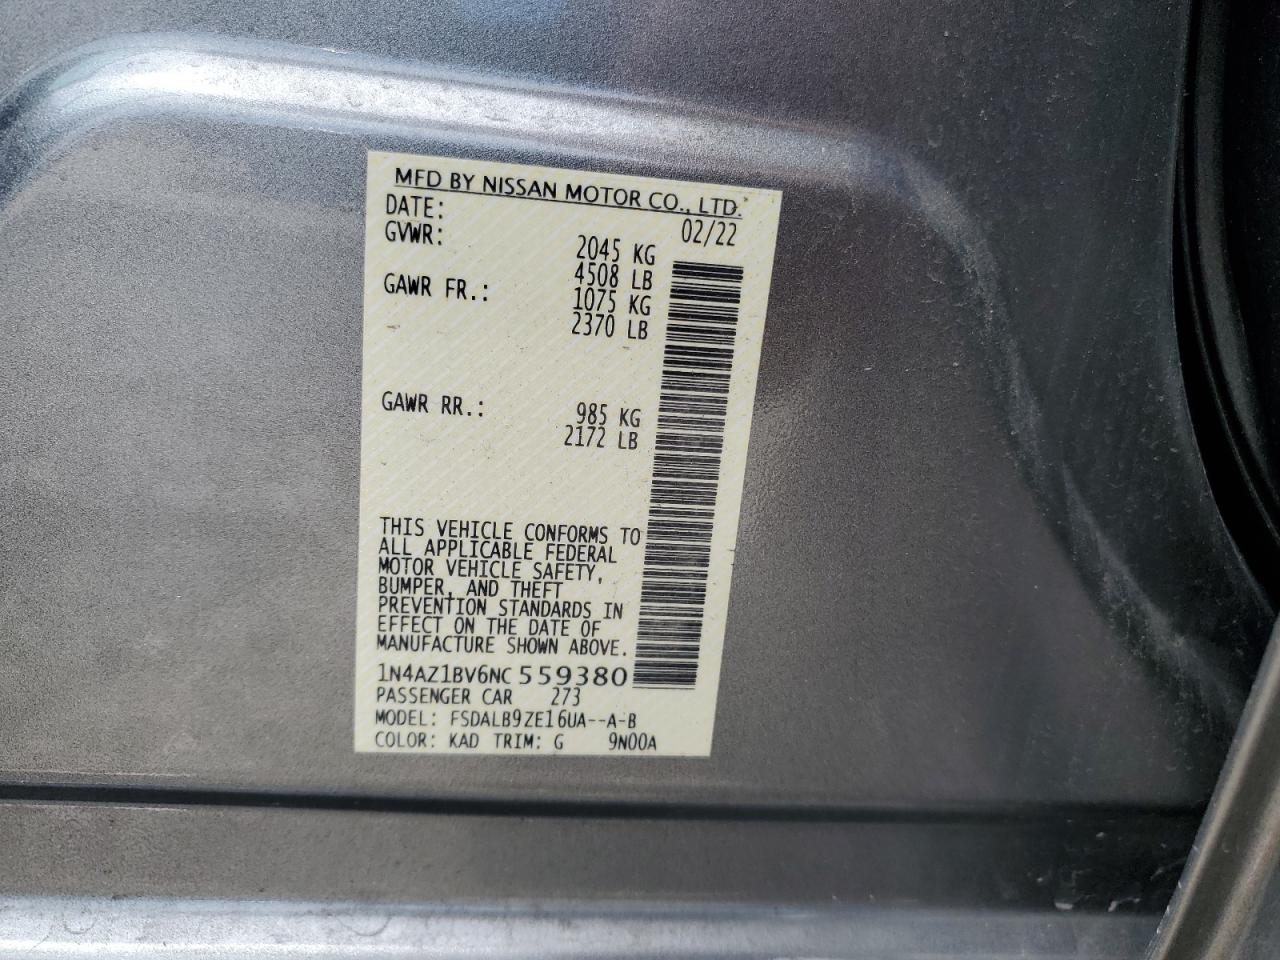 MFD BY NISSAN MOTOR CO., LTD.
DATE: 02/22
GVWR: 2045 KG
4508 LB
GAWR FR.: 1075 KG
2370 LB
GAWR RR.: 985 KG
2172 LB
THIS VEHICLE CONFORMS TO
ALL APPLICABLE FEDERAL
MOTOR VEHICLE SAFETY,
BUMPER, AND THEFT
PREVENTION STANDARDS IN
EFFECT ON THE DATE OF
MANUFACTURE SHOWN ABOVE.
1N4AZ1BV6NC559380
PASSENGER CAR 273
MODEL: FSDALB9ZE16UA--A-B
COLOR: KAD TRIM: G 9N00A